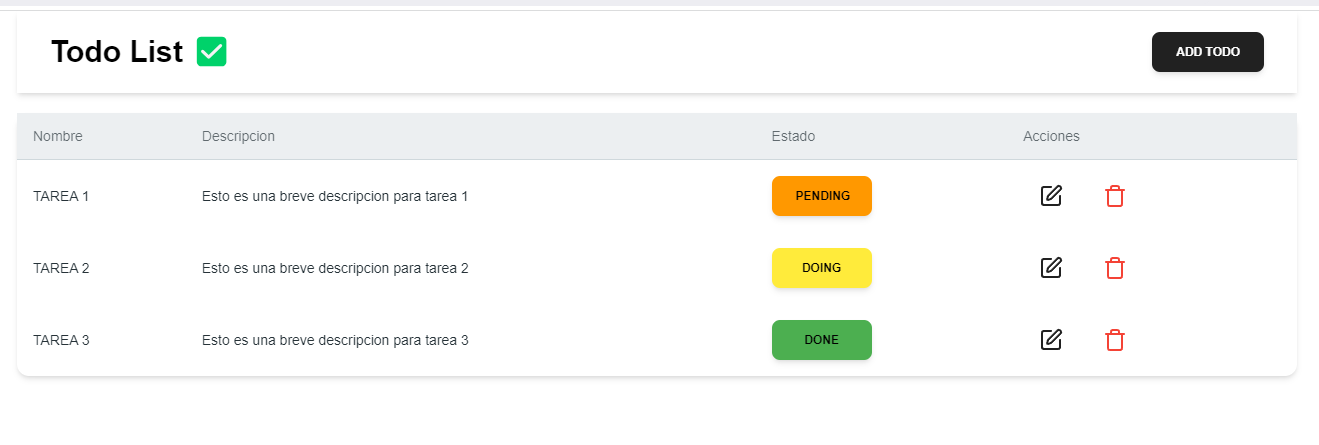 Todo List ✅
ADD TODO
Nombre Descripcion Estado Acciones
TAREA 1 Esto es una breve descripcion para tarea 1 PENDING
TAREA 2 Esto es una breve descripcion para tarea 2 DOING
TAREA 3 Esto es una breve descripcion para tarea 3 DONE